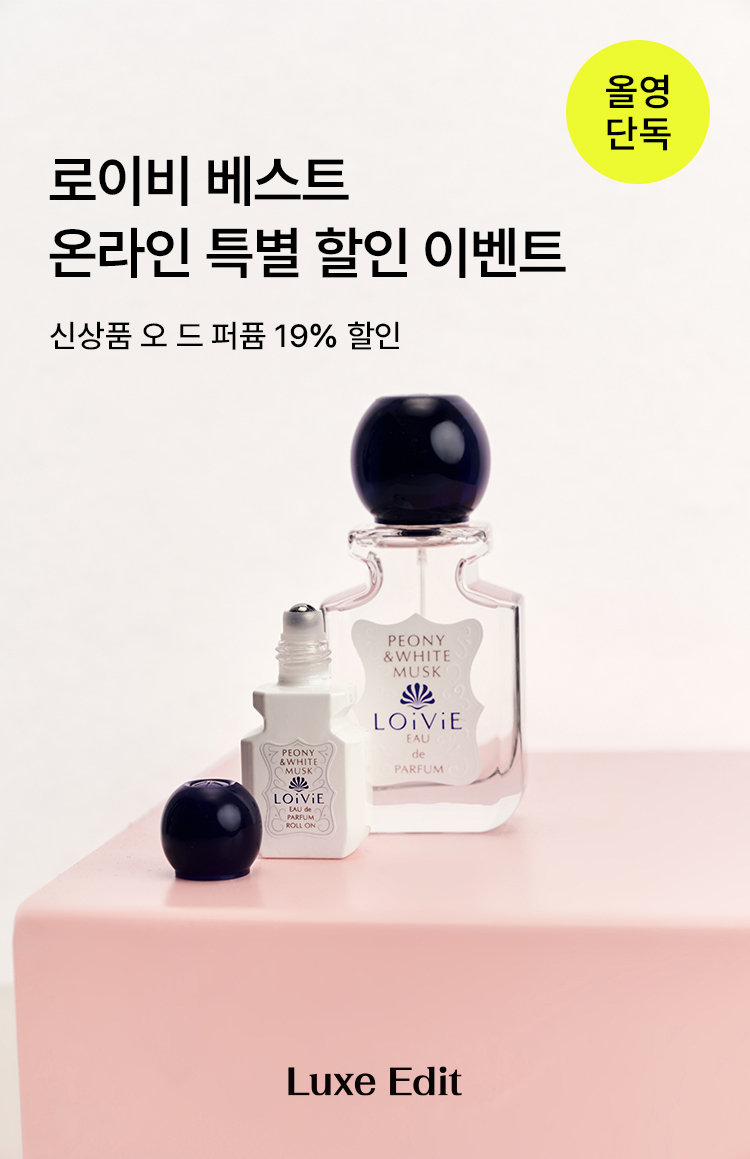 올영
단독
로이비 베스트
온라인 특별 할인 이벤트
신상품 오 드 퍼퓸 19% 할인
PEONY
&WHITE
MUSK
LOiViE
EAU
de
PARFUM
PEONY
&WHITE
MUSK
LOiViE
EAU de
PARFUM
ROLL ON
Luxe Edit